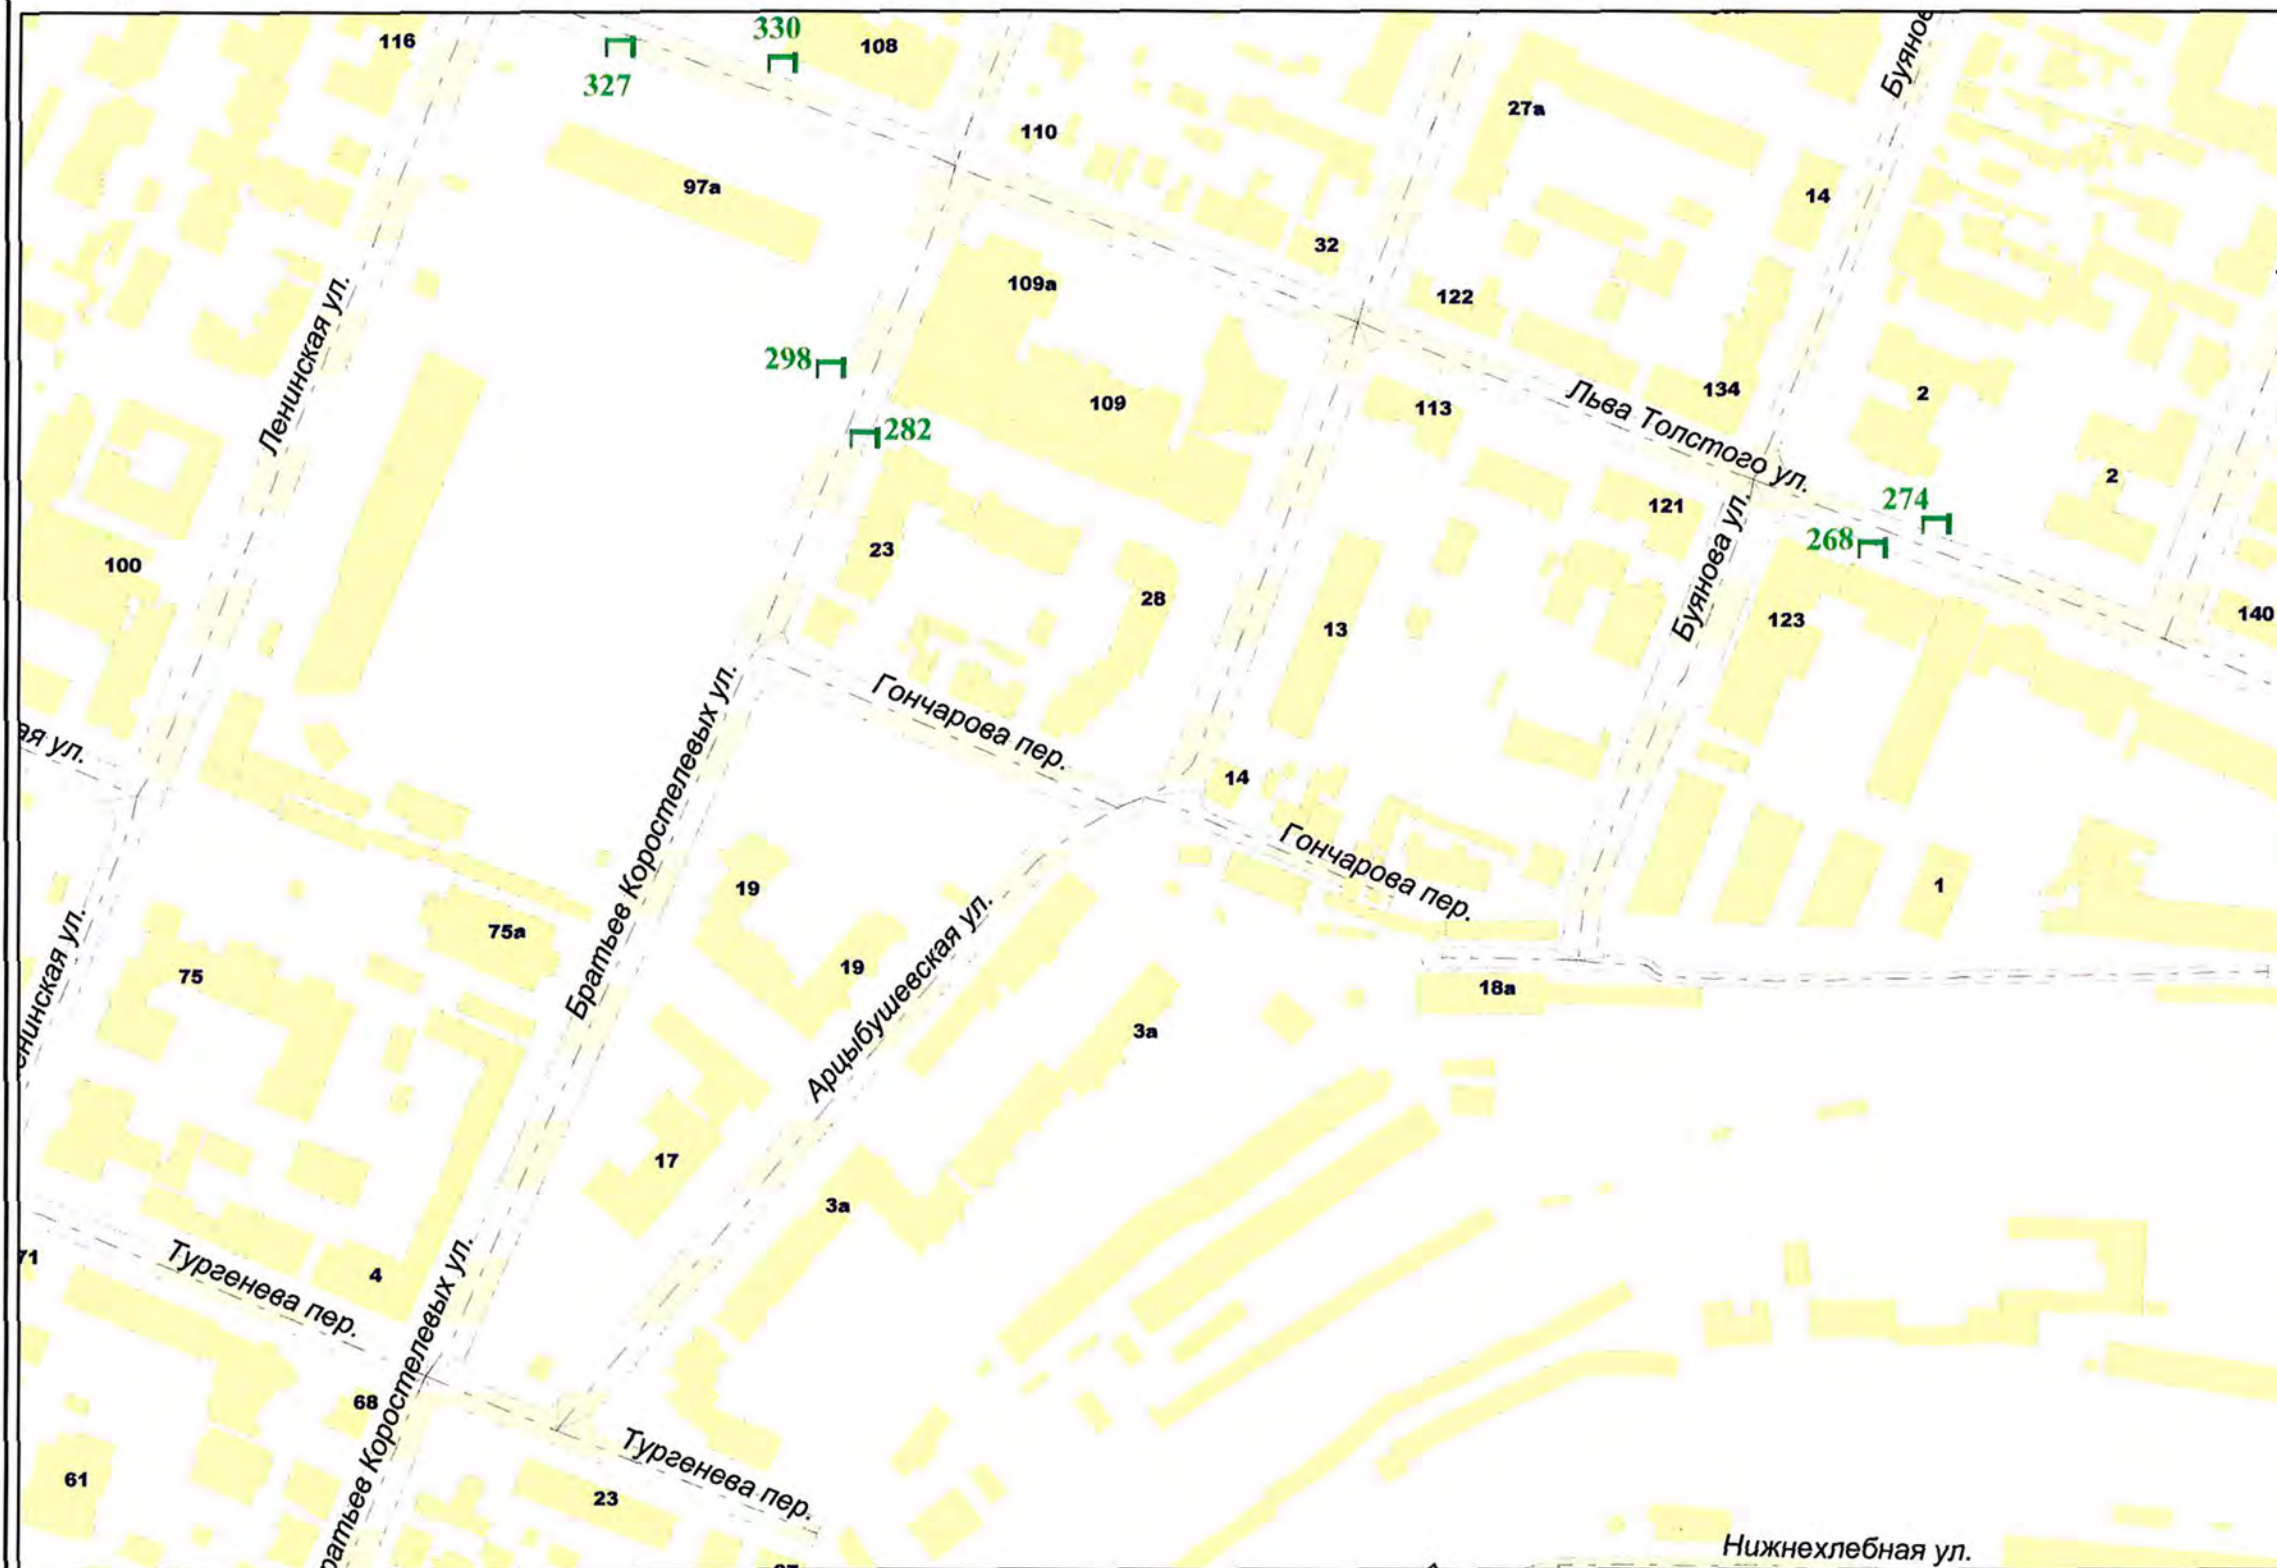 Буянов
116
330
108
327
27а
110
97а
14
32
109а
122
Ленинская ул.
298
134
2
109
113
Льва Толстого ул.
282
2
274
121
268
23
Буянова ул.
100
28
140
13
123
Гончарова пер.
ая ул.
14
Братьев Коростелевых ул.
Гончарова пер.
19
1
75а
19
75
Арцыбушевская ул.
18а
енинская ул.
3а
17
3а
71
Тургенева пер.
4
ратьев Коростелевых ул.
68
Тургенева пер.
61
23
Нижнехлебная ул.